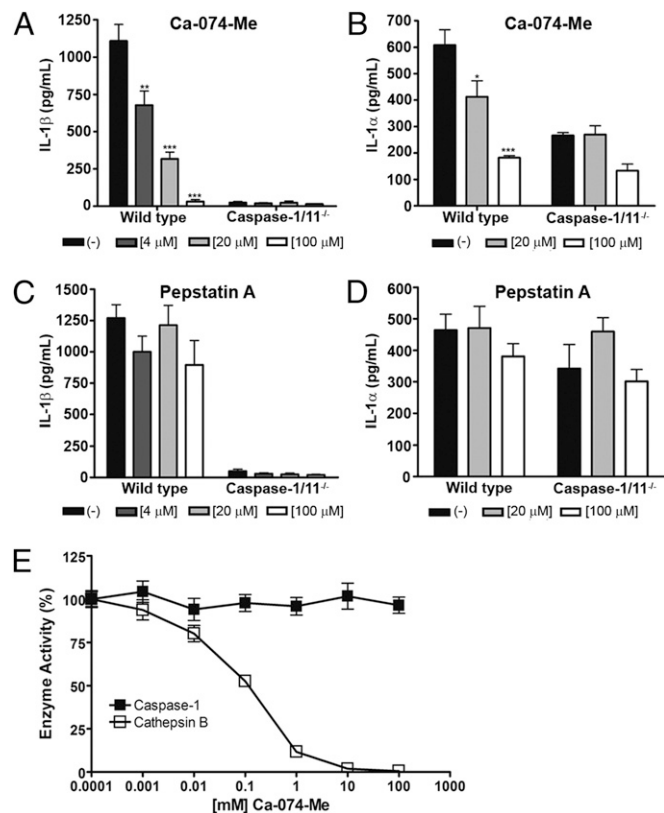 A
Ca-074-Me
IL-1β (pg/mL)
1250
1000
750
500
250
0
**
***
***
Wild type
Caspase-1/11-/-
(-) [4 μM] [20 μM] [100 μM]
B
Ca-074-Me
IL-1α (pg/mL)
700
600
500
400
300
200
100
0
*
***
Wild type
Caspase-1/11-/-
(-) [20 μM] [100 μM]
C
Pepstatin A
IL-1β (pg/mL)
1500
1250
1000
750
500
250
0
Wild type
Caspase-1/11-/-
(-) [4 μM] [20 μM] [100 μM]
D
Pepstatin A
IL-1α (pg/mL)
600
500
400
300
200
100
0
Wild type
Caspase-1/11-/-
(-) [20 μM] [100 μM]
E
Enzyme Activity (%)
125
100
75
50
25
0
Caspase-1
Cathepsin B
0.0001 0.001 0.01 0.1 1 10 100 1000
[mM] Ca-074-Me